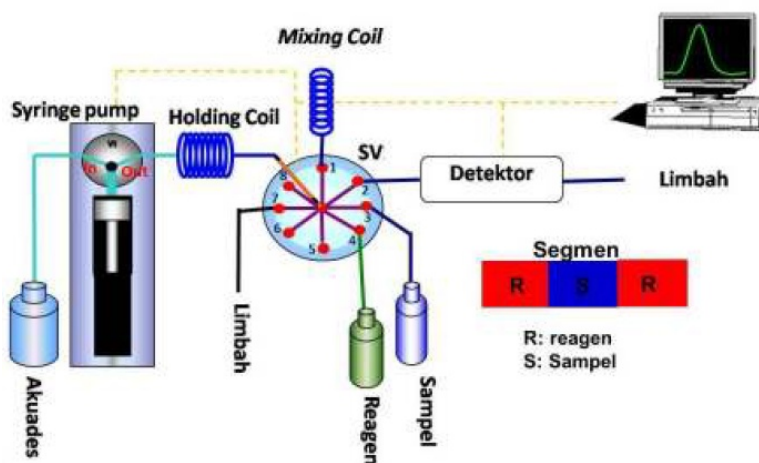 Mixing Coil
Syringe pump
Holding Coil
SV
In
Out
1
2
3
4
5
6
7
8
Detektor
Limbah
Segmen
R S R
R: reagen
S: Sampel
Akuades
Limbah
Reagen
Sampel